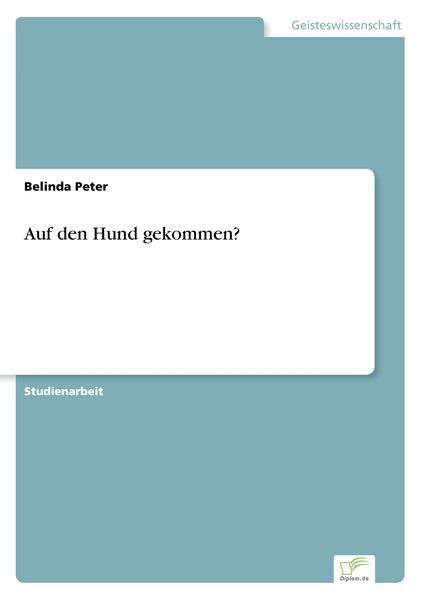 Geisteswissenschaft
Belinda Peter
Auf den Hund gekommen?
Studienarbeit
Diplom.de